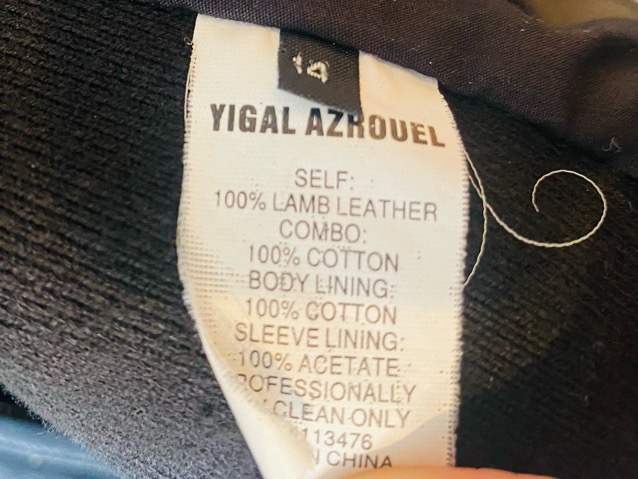 14
YIGAL AZROUEL
SELF:
100% LAMB LEATHER
COMBO:
100% COTTON
BODY LINING:
100% COTTON
SLEEVE LINING:
100% ACETATE
ROFESSIONALLY
CLEAN ONLY
113476
N CHINA